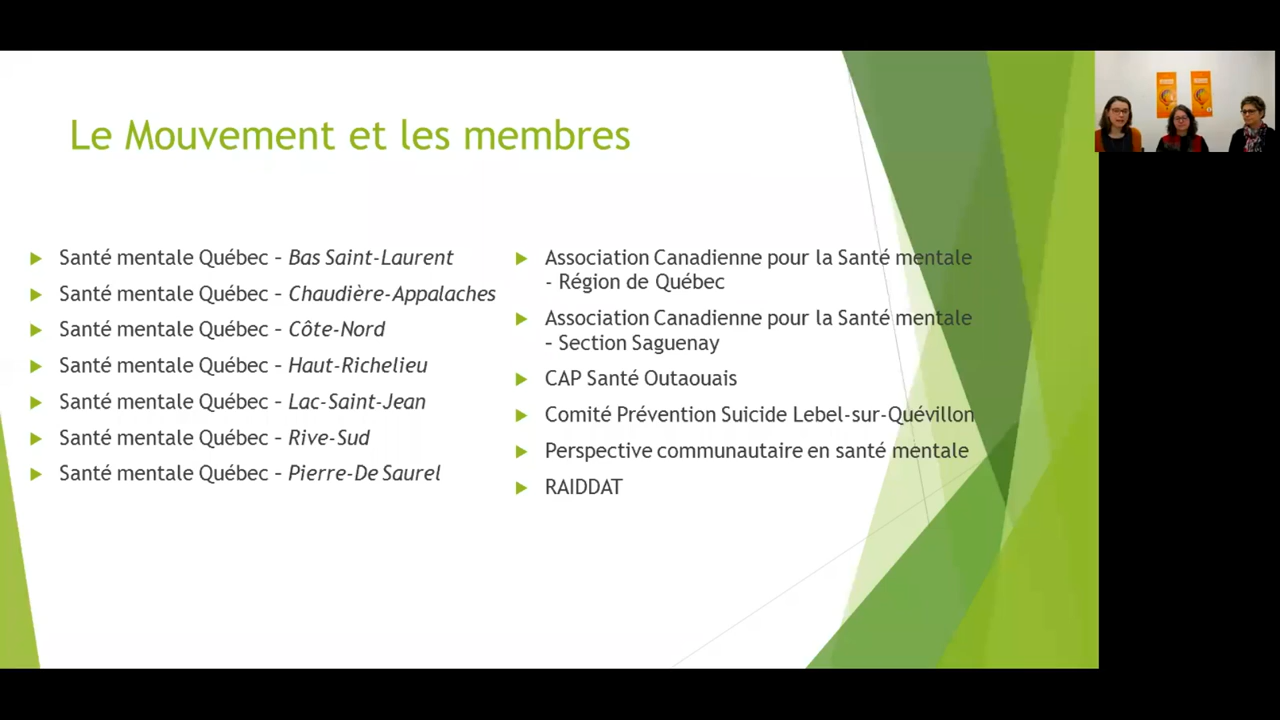 Le Mouvement et les membres
Santé mentale Québec – Bas Saint-Laurent
Santé mentale Québec – Chaudière-Appalaches
Santé mentale Québec – Côte-Nord
Santé mentale Québec – Haut-Richelieu
Santé mentale Québec – Lac-Saint-Jean
Santé mentale Québec – Rive-Sud
Santé mentale Québec – Pierre-De Saurel
Association Canadienne pour la Santé mentale
- Région de Québec
Association Canadienne pour la Santé mentale
– Section Saguenay
CAP Santé Outaouais
Comité Prévention Suicide Lebel-sur-Quévillon
Perspective communautaire en santé mentale
RAIDDAT